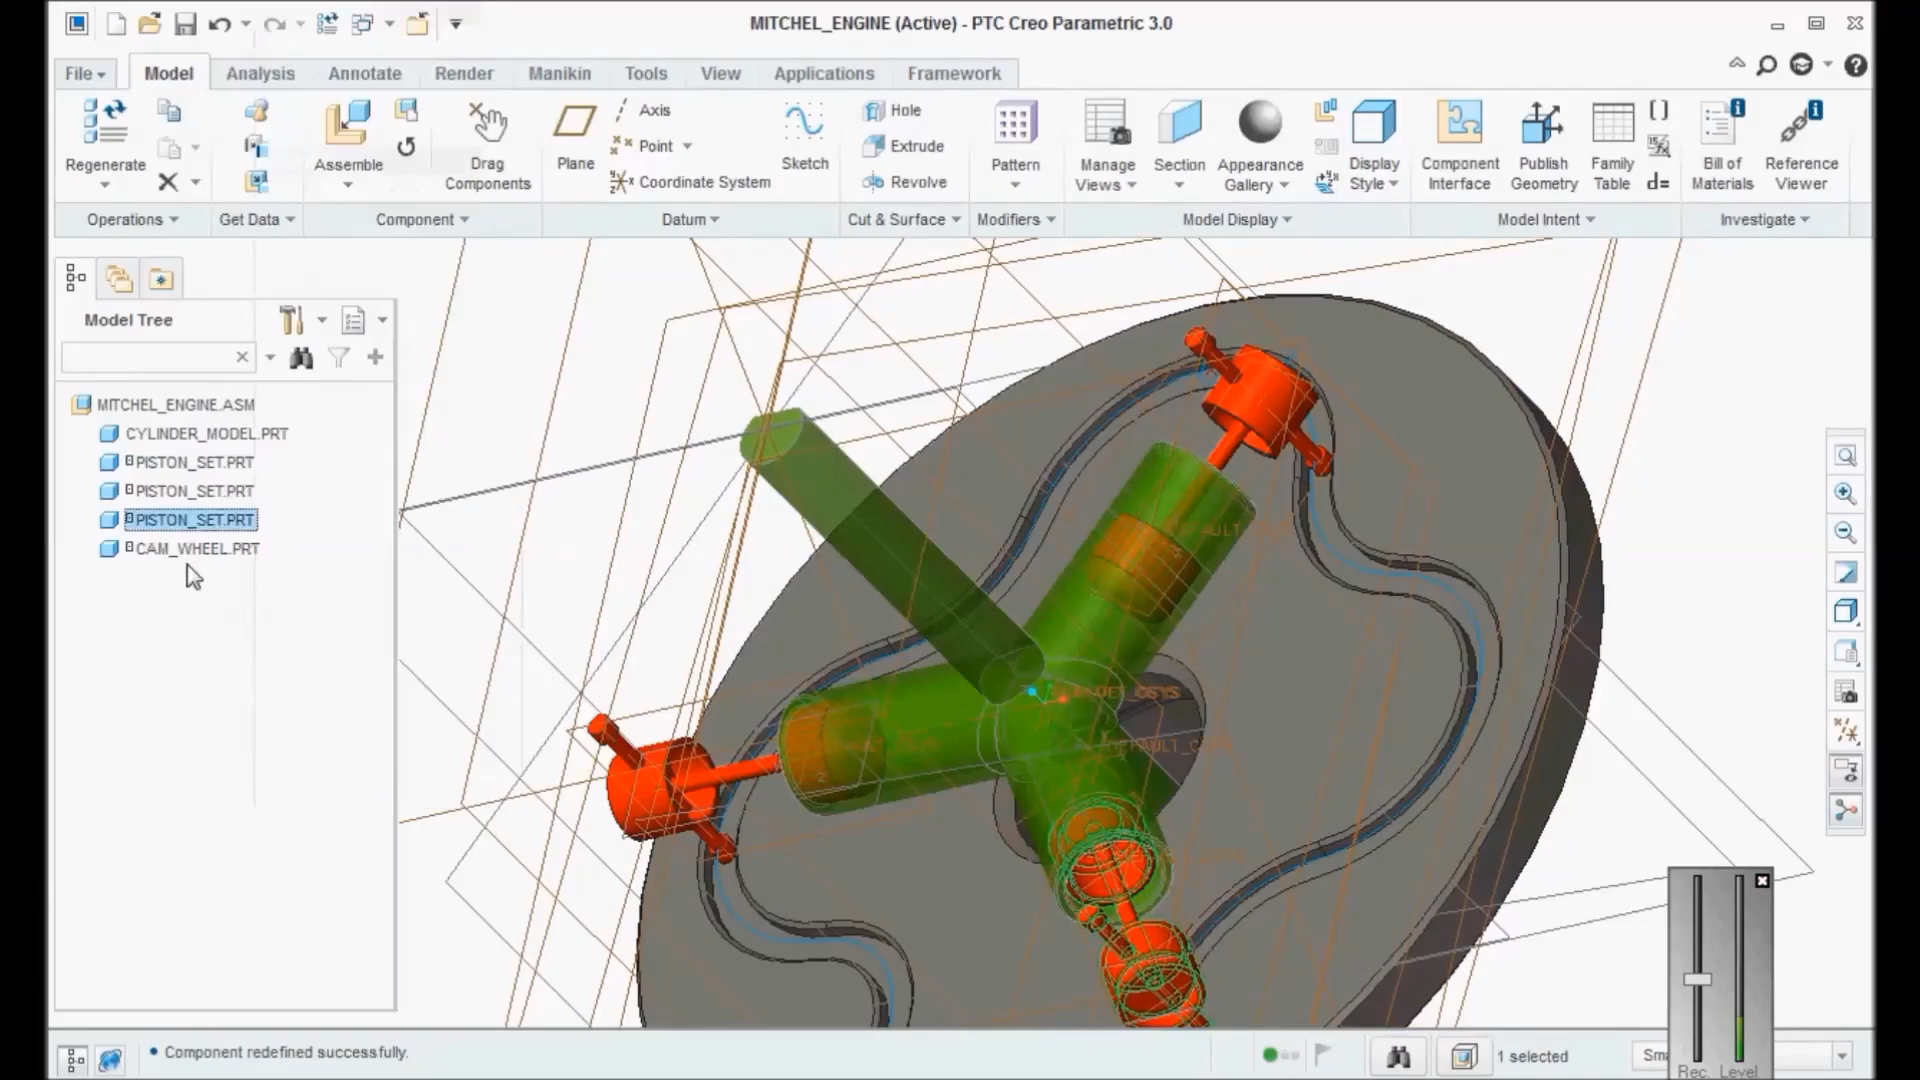 MITCHEL_ENGINE (Active) - PTC Creo Parametric 3.0
File Model Analysis Annotate Render Manikin Tools View Applications Framework
Regenerate
Assemble
Drag Components
Plane
Axis
Point
Coordinate System
Sketch
Hole
Extrude
Revolve
Pattern
Manage Views
Section
Appearance Gallery
Display Style
Component Interface
Publish Geometry
Family Table
d=
Bill of Materials
Reference Viewer
Operations Get Data Component Datum Cut & Surface Modifiers Model Display Model Intent Investigate
Model Tree
MITCHEL_ENGINE.ASM
CYLINDER_MODEL.PRT
PISTON_SET.PRT
PISTON_SET.PRT
PISTON_SET.PRT
CAM_WHEEL.PRT
DEFAULT_CSYS
2
Component redefined successfully.
1 selected
Sma
Rec. Level